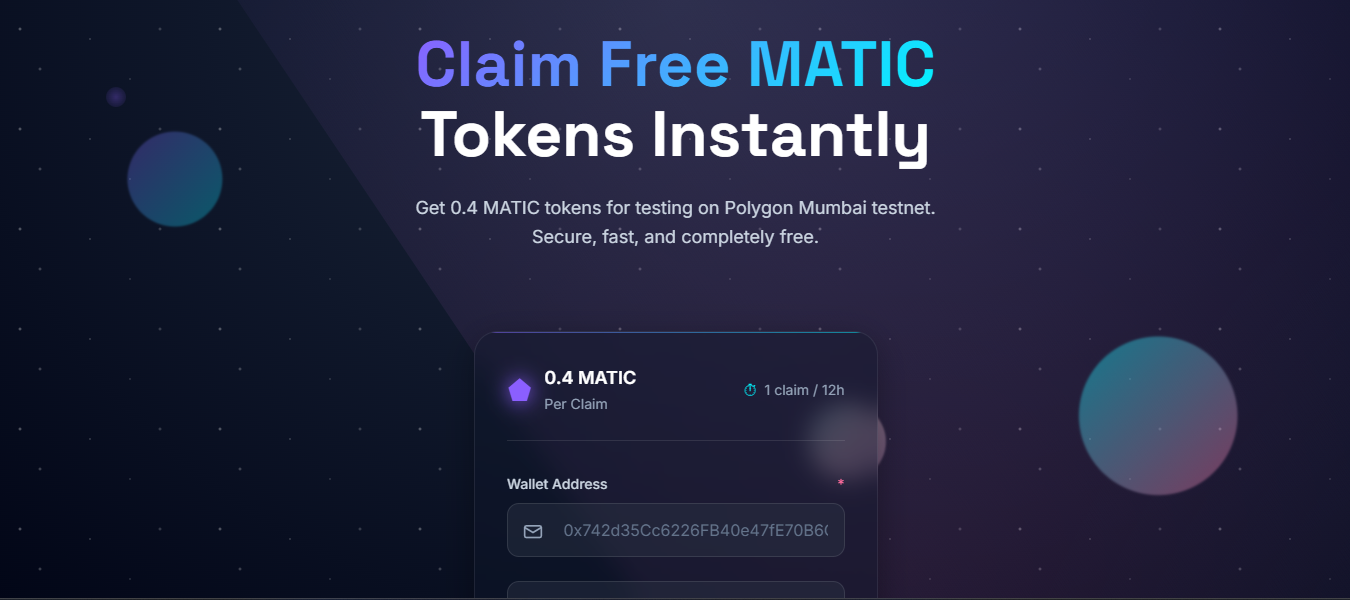 Claim Free MATIC
Tokens Instantly
Get 0.4 MATIC tokens for testing on Polygon Mumbai testnet.
Secure, fast, and completely free.
0.4 MATIC
Per Claim
1 claim / 12h
Wallet Address *
0x742d35Cc6226FB40e47fE70B6